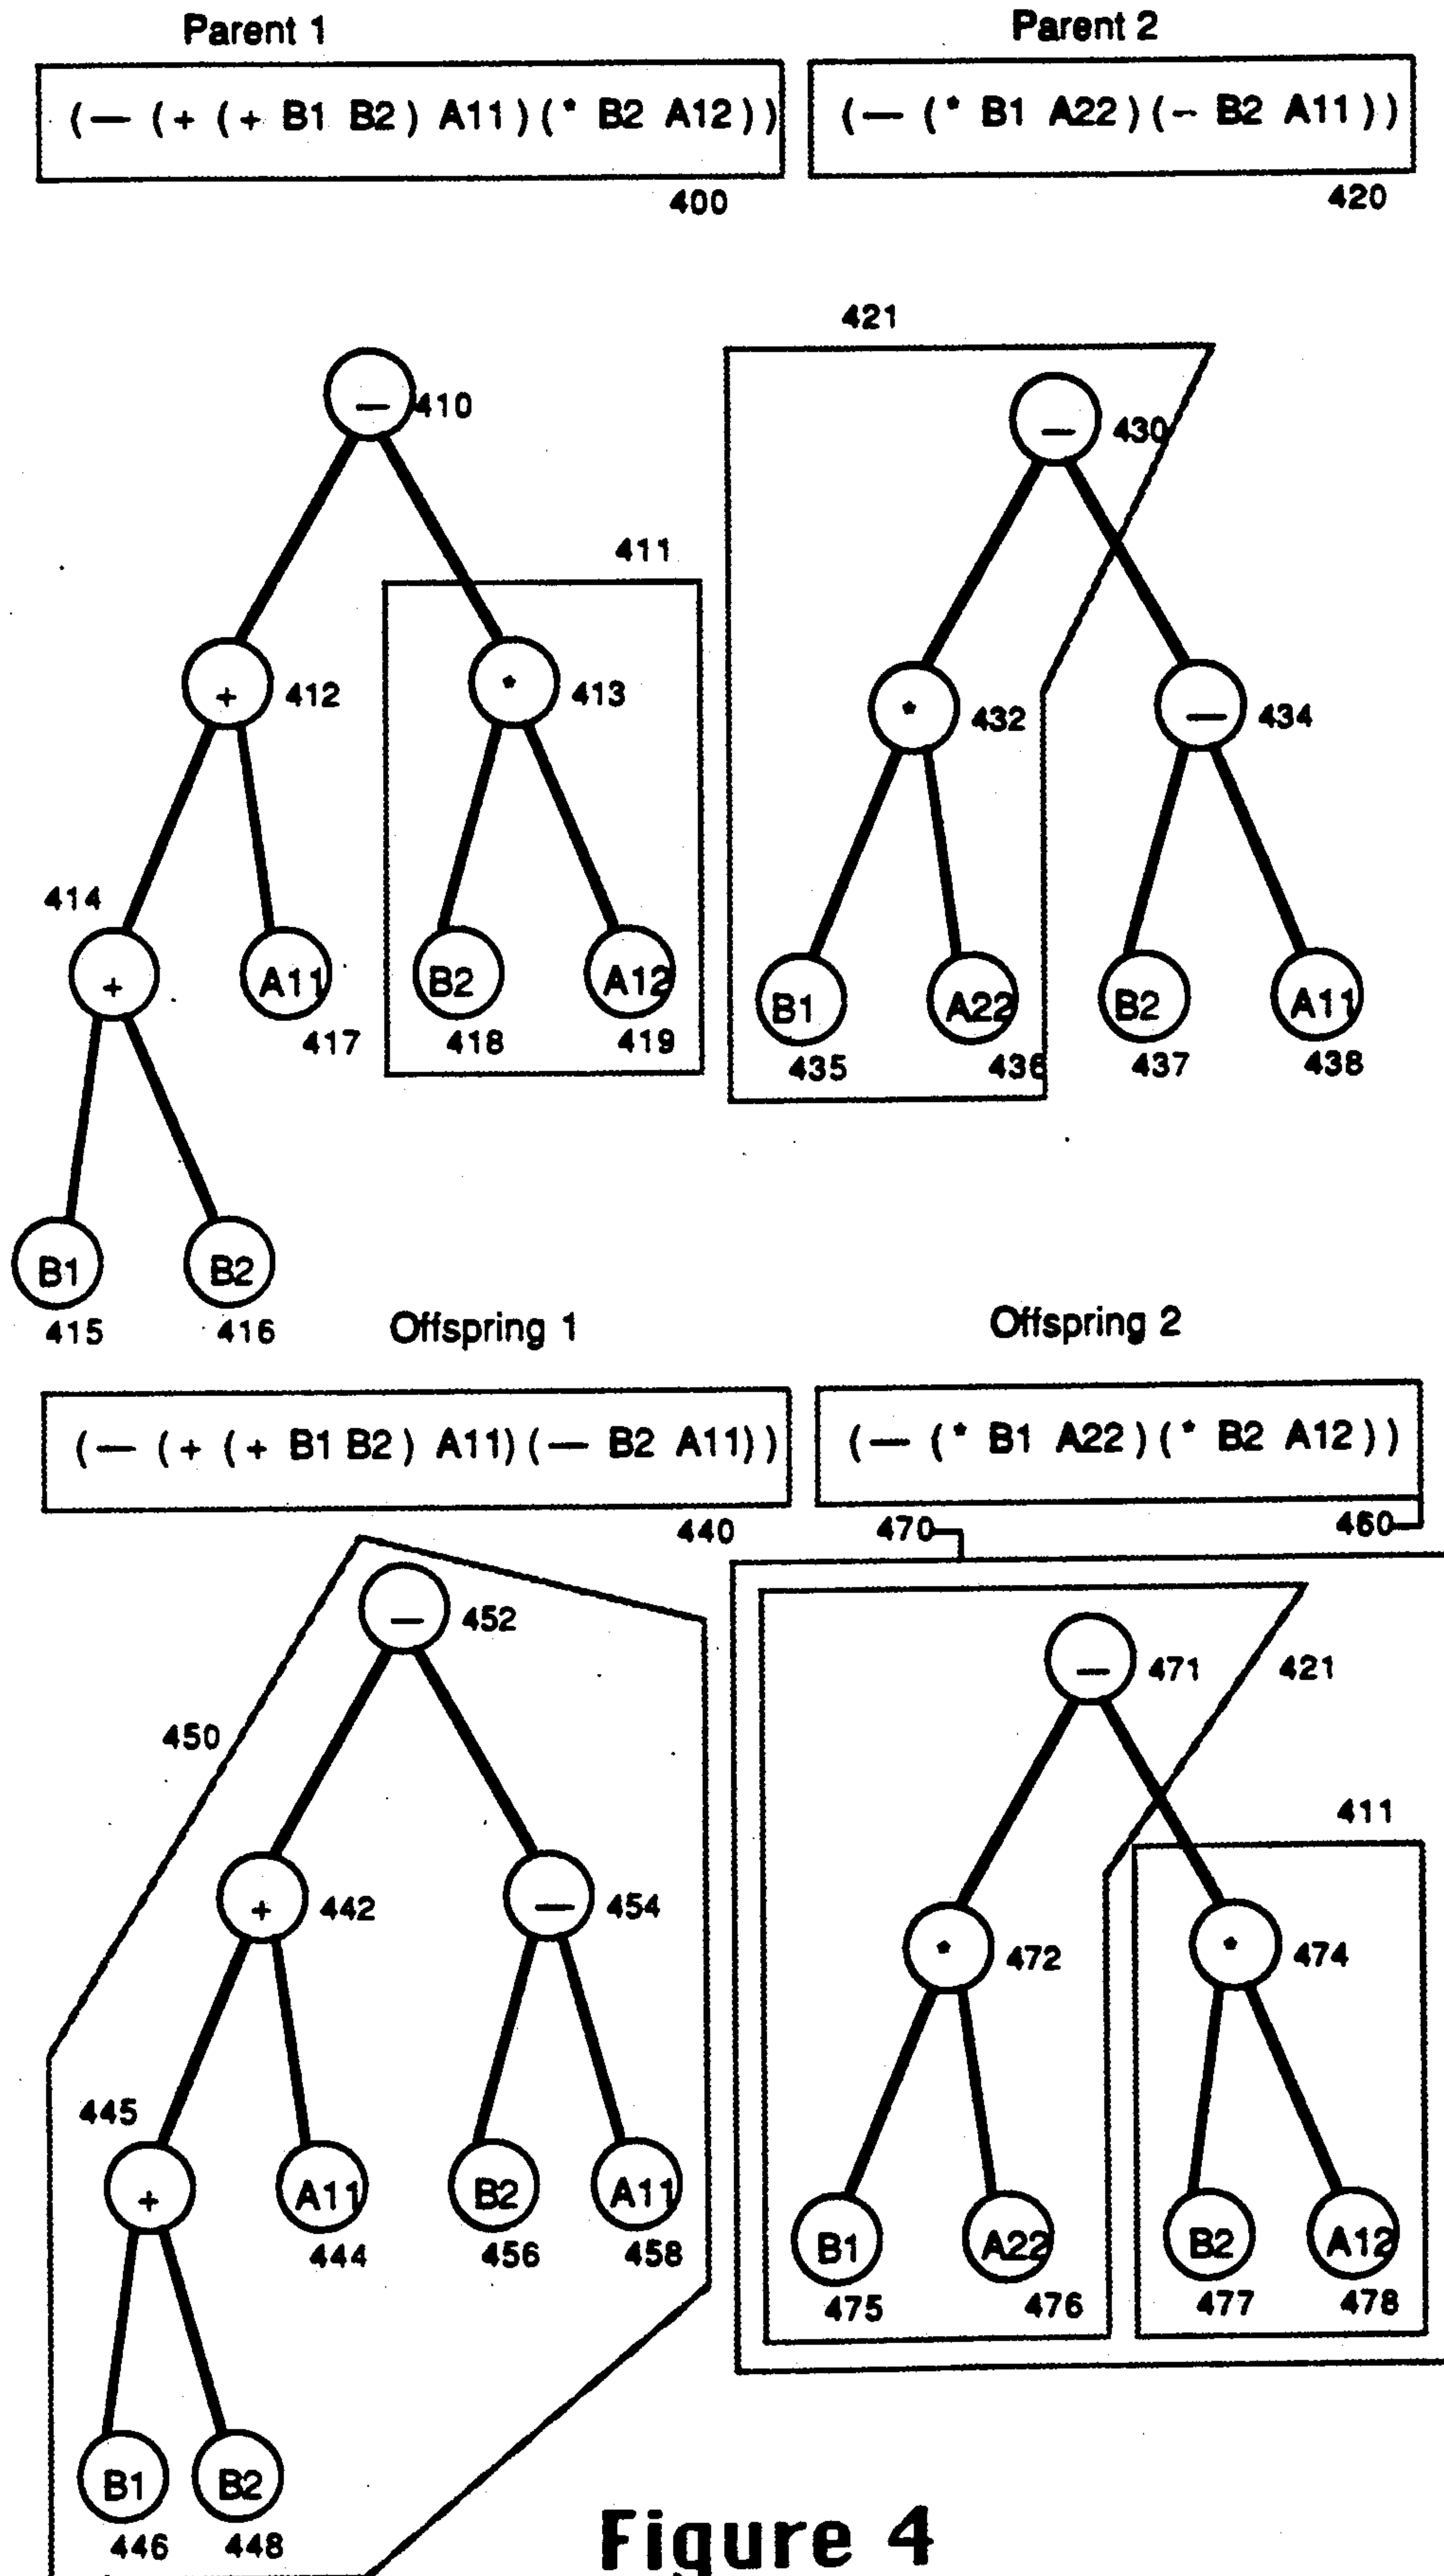 Parent 1
Parent 2
(— (+ (+ B1 B2) A11)(* B2 A12))
(— (* B1 A22)(- B2 A11))
400
420
421
—
410
—
430
411
+
412
*
413
*
432
—
434
414
+
A11
B2
A12
B1
A22
B2
A11
417
418
419
435
436
437
438
B1
B2
415
416
Offspring 1
Offspring 2
(— (+ (+ B1 B2) A11)(— B2 A11))
(— (* B1 A22)(* B2 A12))
440
470
460
—
452
—
471
421
450
411
+
442
—
454
*
472
*
474
445
+
A11
B2
A11
B1
A22
B2
A12
444
456
458
475
476
477
478
B1
B2
446
448
Figure 4